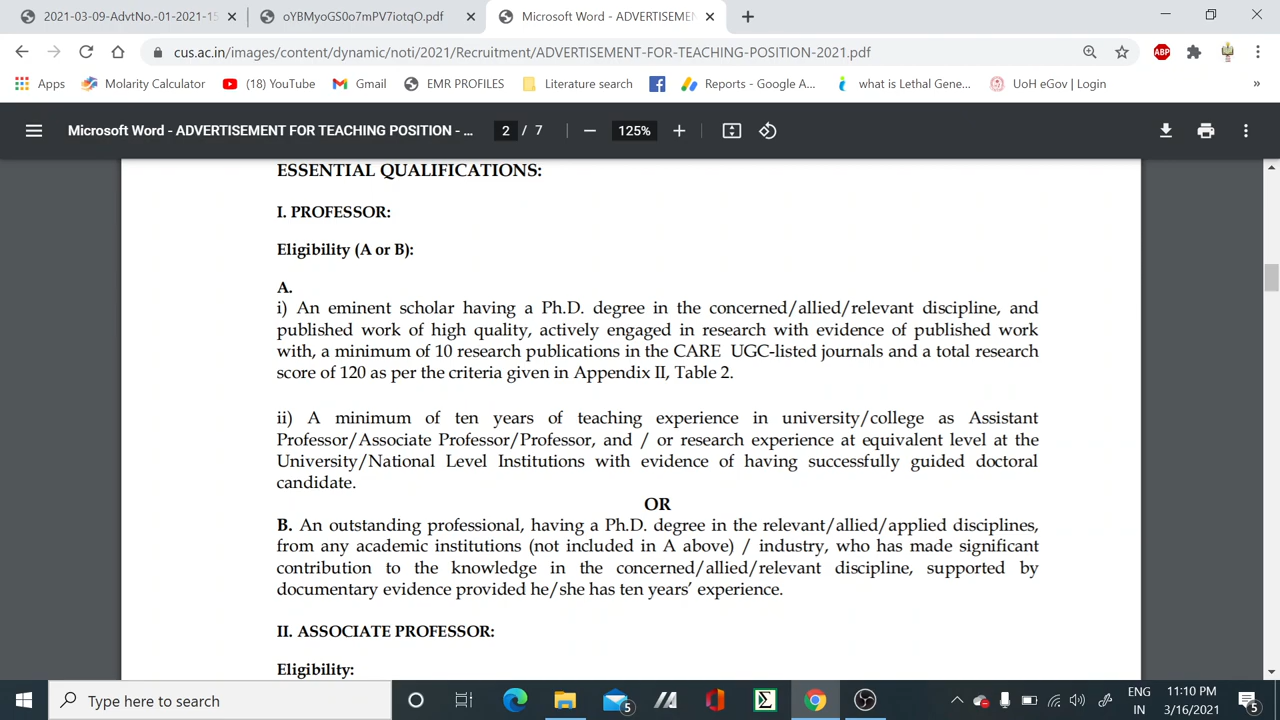 2021-03-09-AdvtNo.-01-2021-15
oYBMyoGS0o7mPV7iotqO.pdf
Microsoft Word - ADVERTISEMEN
cus.ac.in/images/content/dynamic/noti/2021/Recruitment/ADVERTISEMENT-FOR-TEACHING-POSITION-2021.pdf
ABP
Apps
Molarity Calculator
(18) YouTube
Gmail
EMR PROFILES
Literature search
Reports - Google A...
what is Lethal Gene...
UoH eGov | Login
»
Microsoft Word - ADVERTISEMENT FOR TEACHING POSITION - ...
2 / 7
125%
ESSENTIAL QUALIFICATIONS:
I. PROFESSOR:
Eligibility (A or B):
A.
i) An eminent scholar having a Ph.D. degree in the concerned/allied/relevant discipline, and
published work of high quality, actively engaged in research with evidence of published work
with, a minimum of 10 research publications in the CARE UGC-listed journals and a total research
score of 120 as per the criteria given in Appendix II, Table 2.
ii) A minimum of ten years of teaching experience in university/college as Assistant
Professor/Associate Professor/Professor, and / or research experience at equivalent level at the
University/National Level Institutions with evidence of having successfully guided doctoral
candidate.
OR
B. An outstanding professional, having a Ph.D. degree in the relevant/allied/applied disciplines,
from any academic institutions (not included in A above) / industry, who has made significant
contribution to the knowledge in the concerned/allied/relevant discipline, supported by
documentary evidence provided he/she has ten years’ experience.
II. ASSOCIATE PROFESSOR:
Eligibility:
Type here to search
5
ENG
IN
11:10 PM
3/16/2021
5